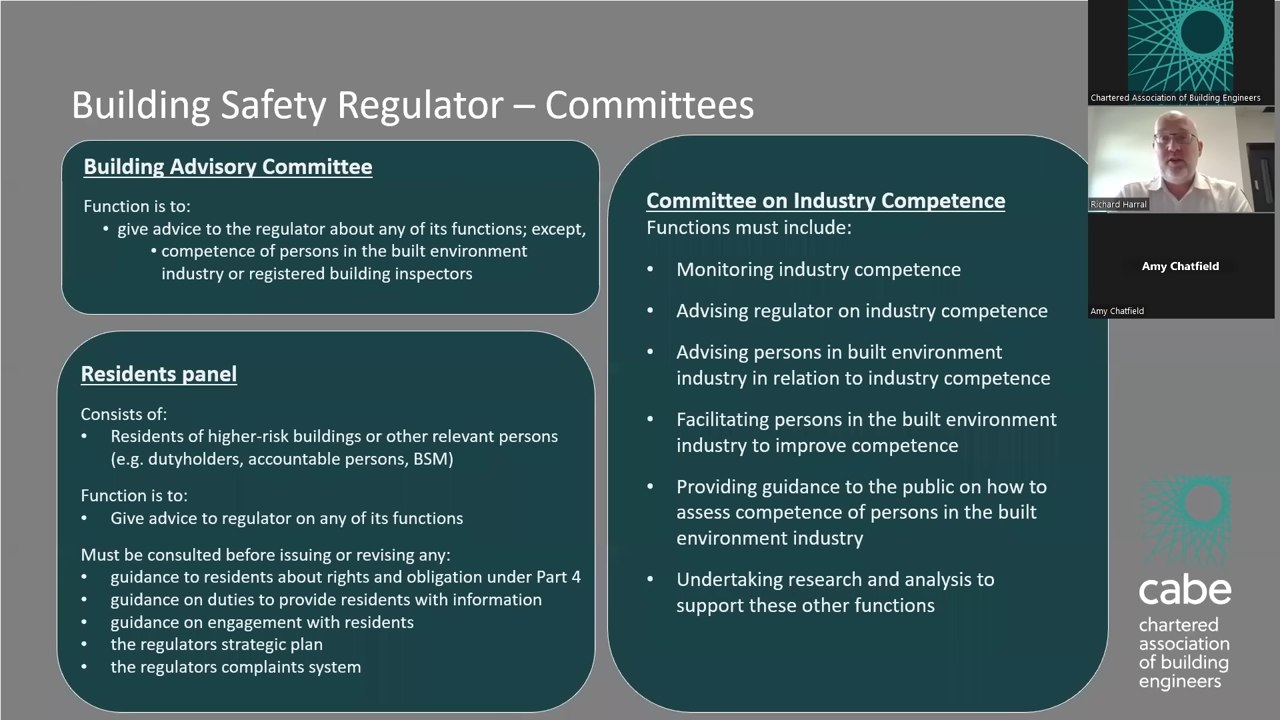 Building Safety Regulator – Committees
Building Advisory Committee
Function is to:
• give advice to the regulator about any of its functions; except,
• competence of persons in the built environment
industry or registered building inspectors
Residents panel
Consists of:
• Residents of higher-risk buildings or other relevant persons
(e.g. dutyholders, accountable persons, BSM)
Function is to:
• Give advice to regulator on any of its functions
Must be consulted before issuing or revising any:
• guidance to residents about rights and obligation under Part 4
• guidance on duties to provide residents with information
• guidance on engagement with residents
• the regulators strategic plan
• the regulators complaints system
Committee on Industry Competence
Functions must include:
• Monitoring industry competence
• Advising regulator on industry competence
• Advising persons in built environment
industry in relation to industry competence
• Facilitating persons in the built environment
industry to improve competence
• Providing guidance to the public on how to
assess competence of persons in the built
environment industry
• Undertaking research and analysis to
support these other functions
Chartered Association of Building Engineers
Richard Harral
Amy Chatfield
Amy Chatfield
cabe
chartered
association
of building
engineers